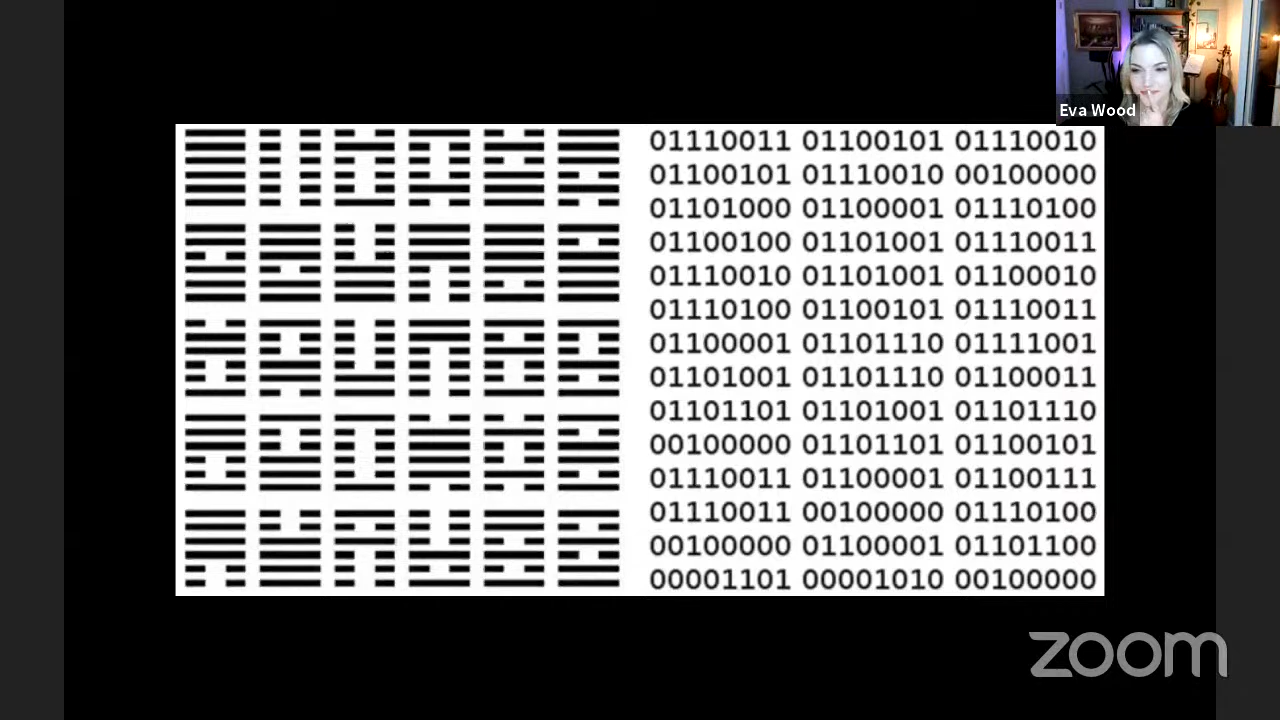 Eva Wood
01110011 01100101 01110010
01100101 01110010 00100000
01101000 01100001 01110100
01100100 01101001 01110011
01110010 01101001 01100010
01110100 01100101 01110011
01100001 01101110 01111001
01101001 01101110 01100011
01101101 01101001 01101110
00100000 01101101 01100101
01110011 01100001 01100111
01110011 00100000 01110100
00100000 01100001 01101100
00001101 00001010 00100000
zoom